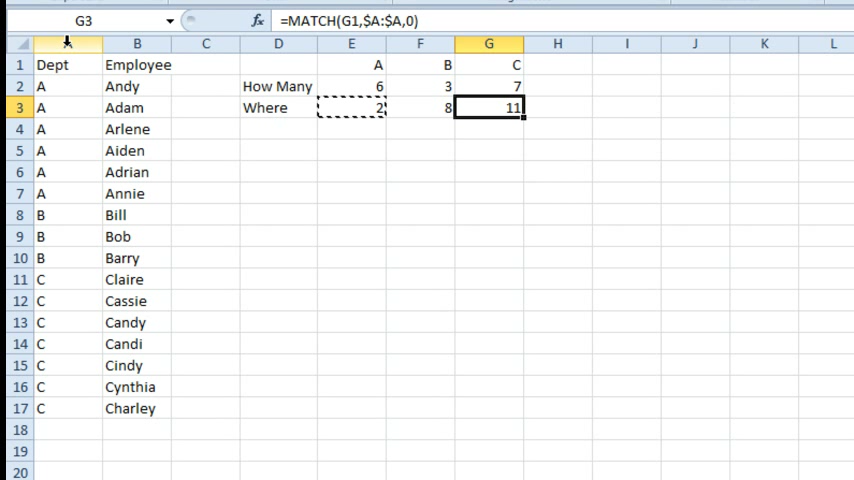 G3 fx =MATCH(G1,$A:$A,0)
A B C D E F G H I J K L
1 Dept Employee A B C
2 A Andy How Many 6 3 7
3 A Adam Where 2 8 11
4 A Arlene
5 A Aiden
6 A Adrian
7 A Annie
8 B Bill
9 B Bob
10 B Barry
11 C Claire
12 C Cassie
13 C Candy
14 C Candi
15 C Cindy
16 C Cynthia
17 C Charley
18
19
20